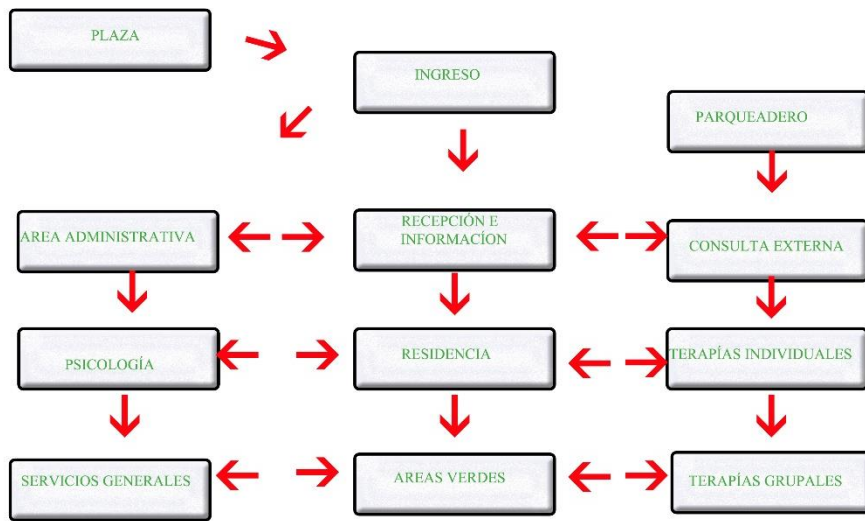 PLAZA
INGRESO
PARQUEADERO
AREA ADMINISTRATIVA
RECEPCIÓN E
INFORMACÍON
CONSULTA EXTERNA
PSICOLOGÍA
RESIDENCIA
TERAPÍAS INDIVIDUALES
SERVICIOS GENERALES
AREAS VERDES
TERAPÍAS GRUPALES